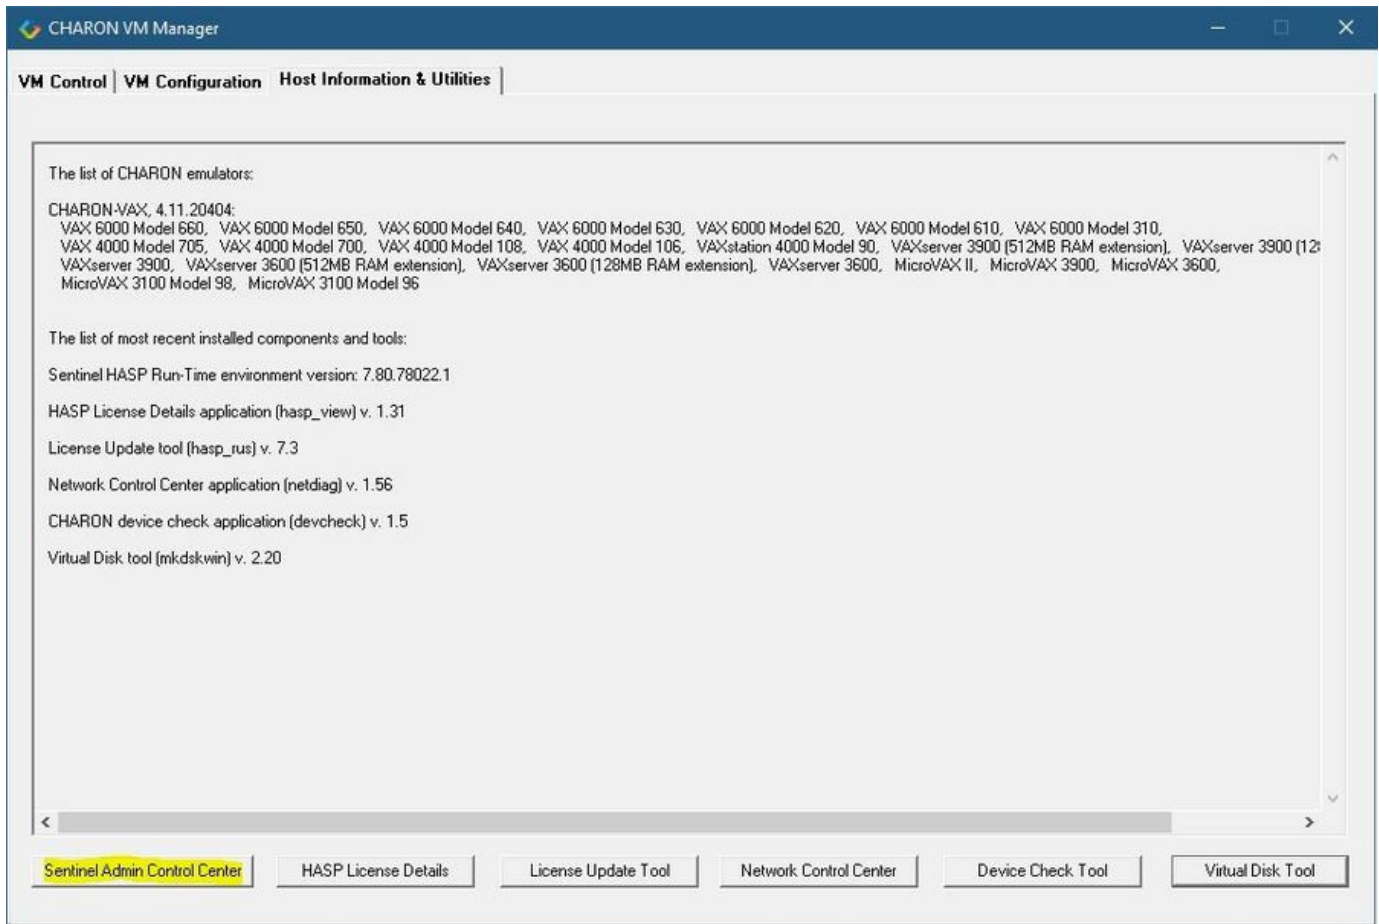 CHARON VM Manager
VM Control VM Configuration Host Information & Utilities
The list of CHARON emulators:
CHARON-VAX, 4.11.20404:
VAX 6000 Model 660, VAX 6000 Model 650, VAX 6000 Model 640, VAX 6000 Model 630, VAX 6000 Model 620, VAX 6000 Model 610, VAX 6000 Model 310,
VAX 4000 Model 705, VAX 4000 Model 700, VAX 4000 Model 108, VAX 4000 Model 106, VAXstation 4000 Model 90, VAXserver 3900 (512MB RAM extension), VAXserver 3900 (12
VAXserver 3900, VAXserver 3600 (512MB RAM extension), VAXserver 3600 (128MB RAM extension), VAXserver 3600, MicroVAX II, MicroVAX 3900, MicroVAX 3600,
MicroVAX 3100 Model 98, MicroVAX 3100 Model 96
The list of most recent installed components and tools:
Sentinel HASP Run-Time environment version: 7.80.78022.1
HASP License Details application (hasp_view) v. 1.31
License Update tool (hasp_rus) v. 7.3
Network Control Center application (netdiag) v. 1.56
CHARON device check application (devcheck) v. 1.5
Virtual Disk tool (mkdskwin) v. 2.20
Sentinel Admin Control Center HASP License Details License Update Tool Network Control Center Device Check Tool Virtual Disk Tool